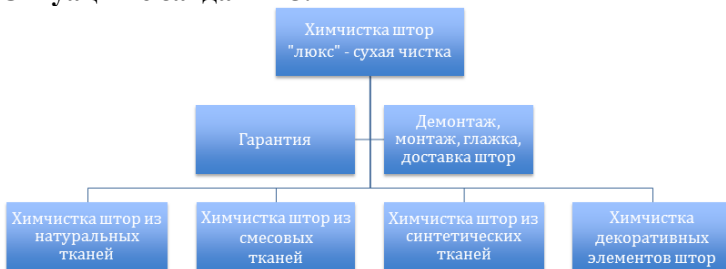 Химчистка штор
"люкс" - сухая чистка
Гарантия
Демонтаж,
монтаж, глажка,
доставка штор
Химчистка штор из
натуральных
тканей
Химчистка штор из
смесовых
тканей
Химчистка штор из
синтетических
тканей
Химчистка
декоративных
элементов штор